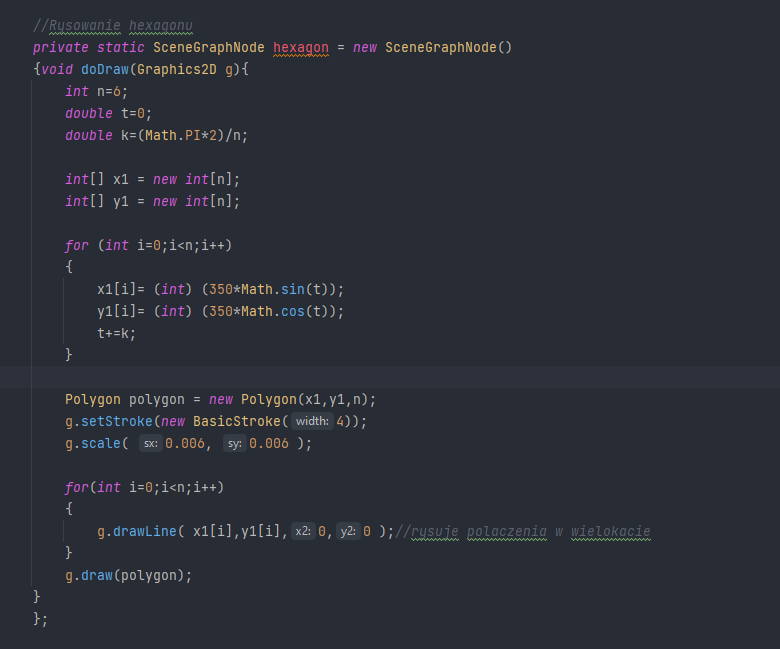 //Rysowanie hexagonu
private static SceneGraphNode hexagon = new SceneGraphNode()
{void doDraw(Graphics2D g){
int n=6;
double t=0;
double k=(Math.PI*2)/n;
int[] x1 = new int[n];
int[] y1 = new int[n];
for (int i=0;i<n;i++)
{
x1[i]= (int) (350*Math.sin(t));
y1[i]= (int) (350*Math.cos(t));
t+=k;
}
Polygon polygon = new Polygon(x1,y1,n);
g.setStroke(new BasicStroke( width: 4));
g.scale( sx: 0.006, sy: 0.006 );
for(int i=0;i<n;i++)
{
g.drawLine( x1[i],y1[i], x2: 0, y2: 0 );//rysuje polaczenia w wielokacie
}
g.draw(polygon);
}
};